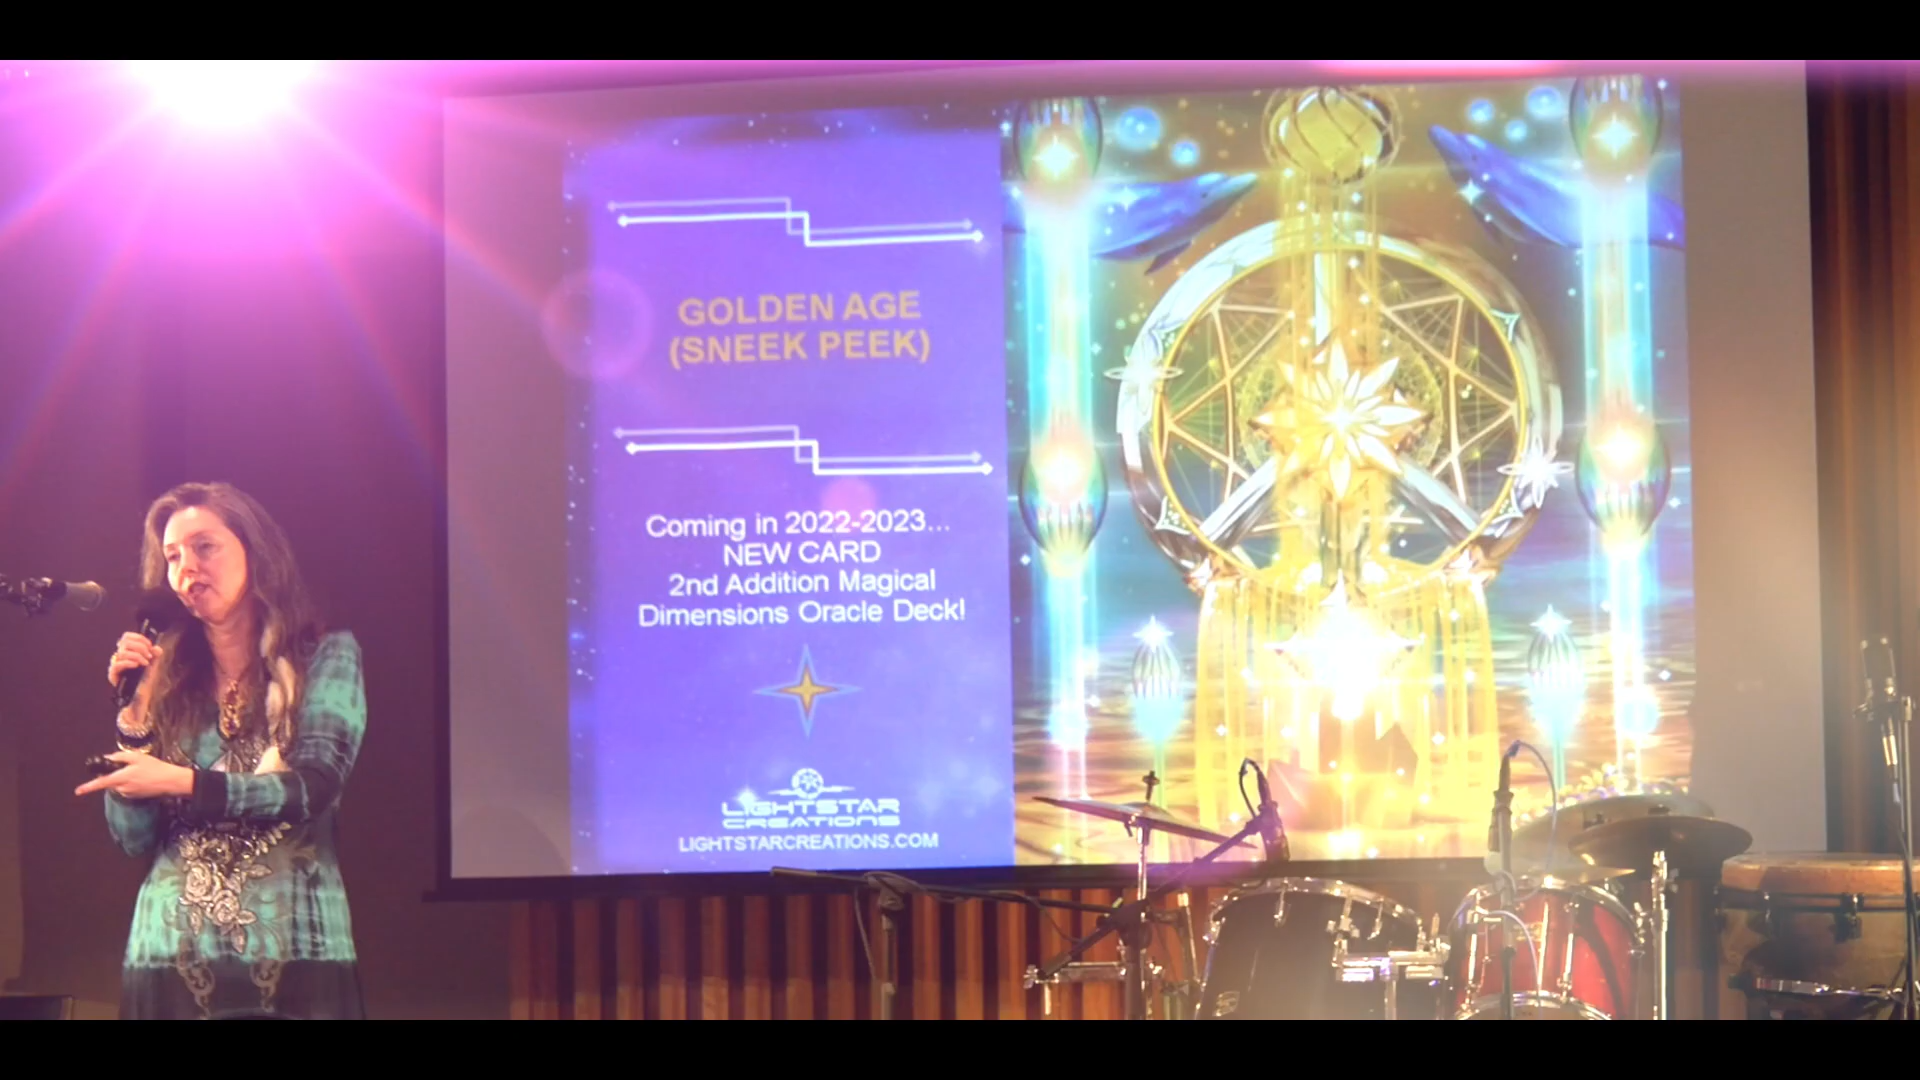 GOLDEN AGE
(SNEEK PEEK)
Coming in 2022-2023...
NEW CARD
2nd Addition Magical
Dimensions Oracle Deck!
LIGHTSTAR
CREATIONS
LIGHTSTARCREATIONS.COM